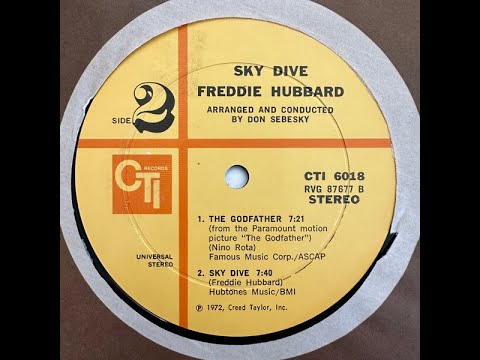 SKY DIVE
FREDDIE HUBBARD
ARRANGED AND CONDUCTED
BY DON SEBESKY
SIDE 2
RECORDS
CTI
CTI 6018
RVG 87677 B
STEREO
UNIVERSAL
STEREO
1. THE GODFATHER 7:21
(from the Paramount motion
picture "The Godfather")
(Nino Rota)
Famous Music Corp./ASCAP
2. SKY DIVE 7:40
(Freddie Hubbard)
Hubtones Music/BMI
℗ 1972, Creed Taylor, Inc.